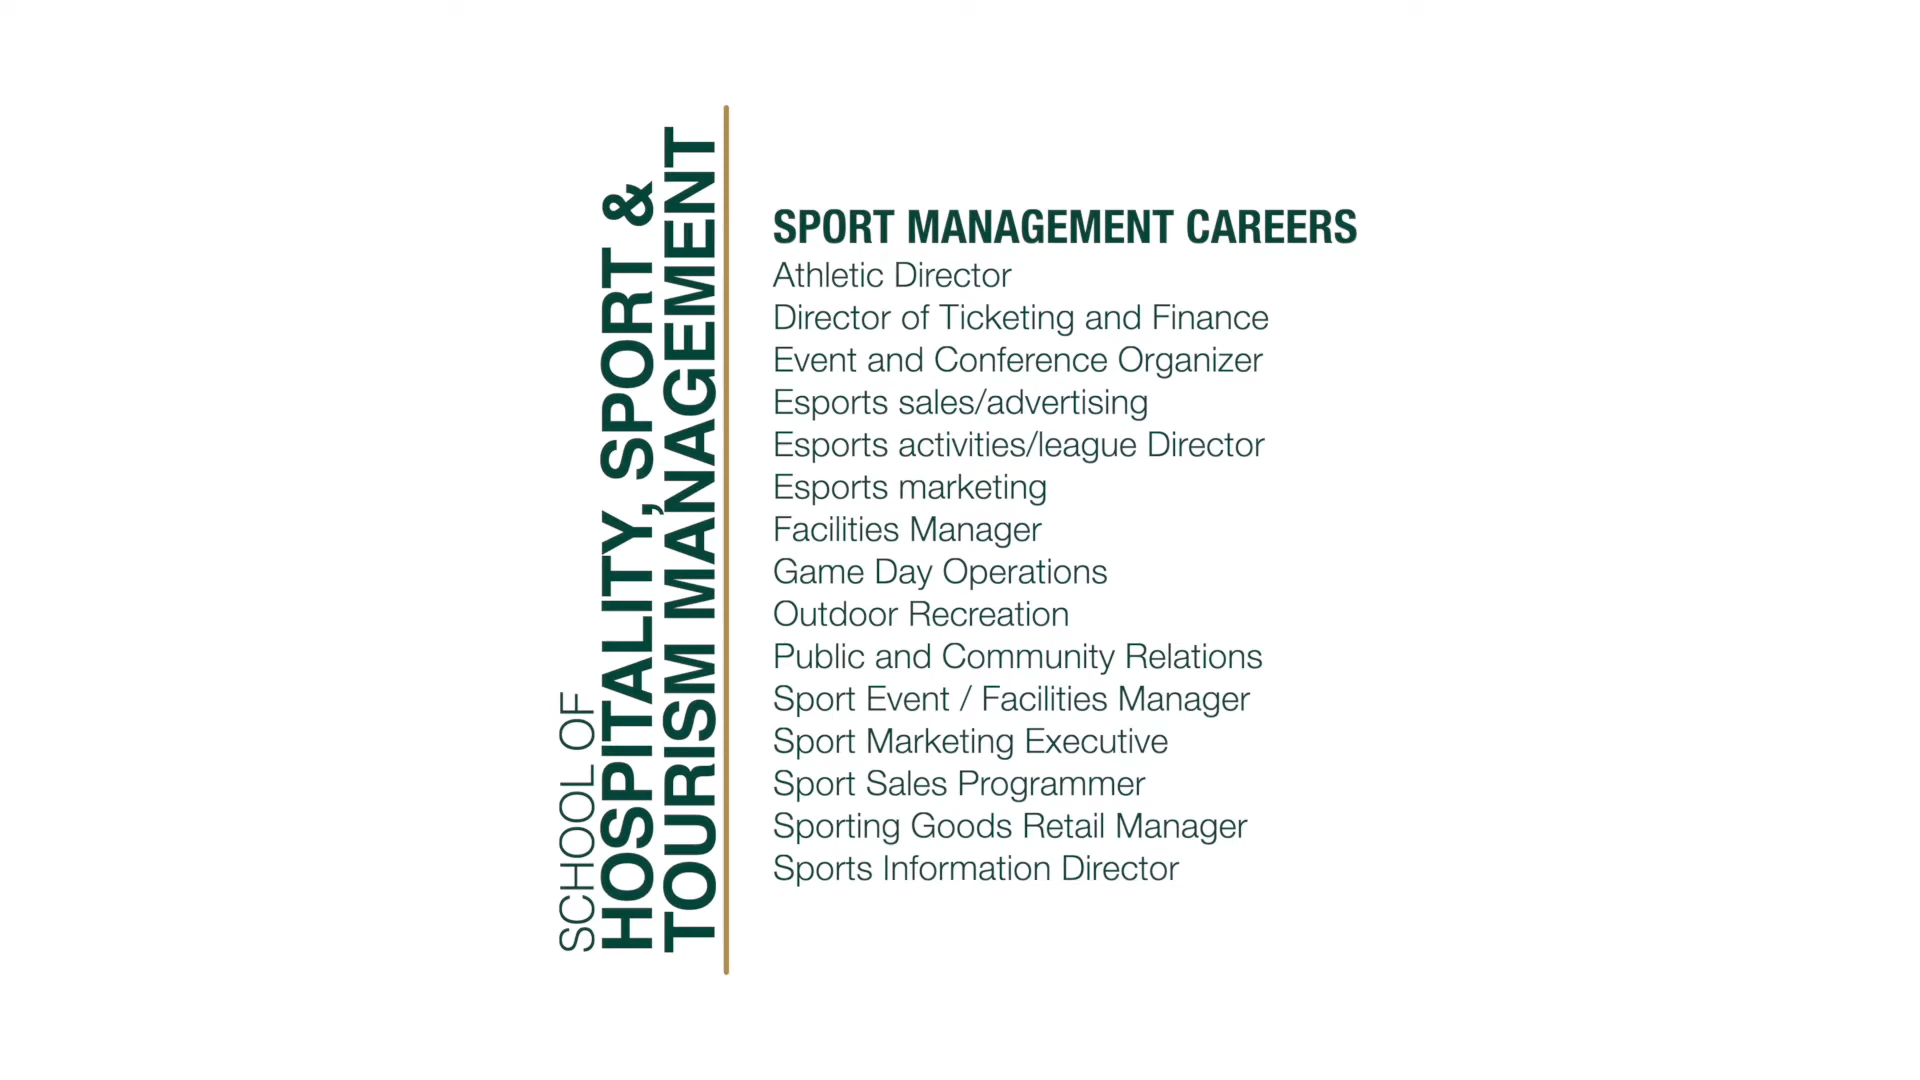 SCHOOL OF
HOSPITALITY, SPORT &
TOURISM MANAGEMENT
SPORT MANAGEMENT CAREERS
Athletic Director
Director of Ticketing and Finance
Event and Conference Organizer
Esports sales/advertising
Esports activities/league Director
Esports marketing
Facilities Manager
Game Day Operations
Outdoor Recreation
Public and Community Relations
Sport Event / Facilities Manager
Sport Marketing Executive
Sport Sales Programmer
Sporting Goods Retail Manager
Sports Information Director